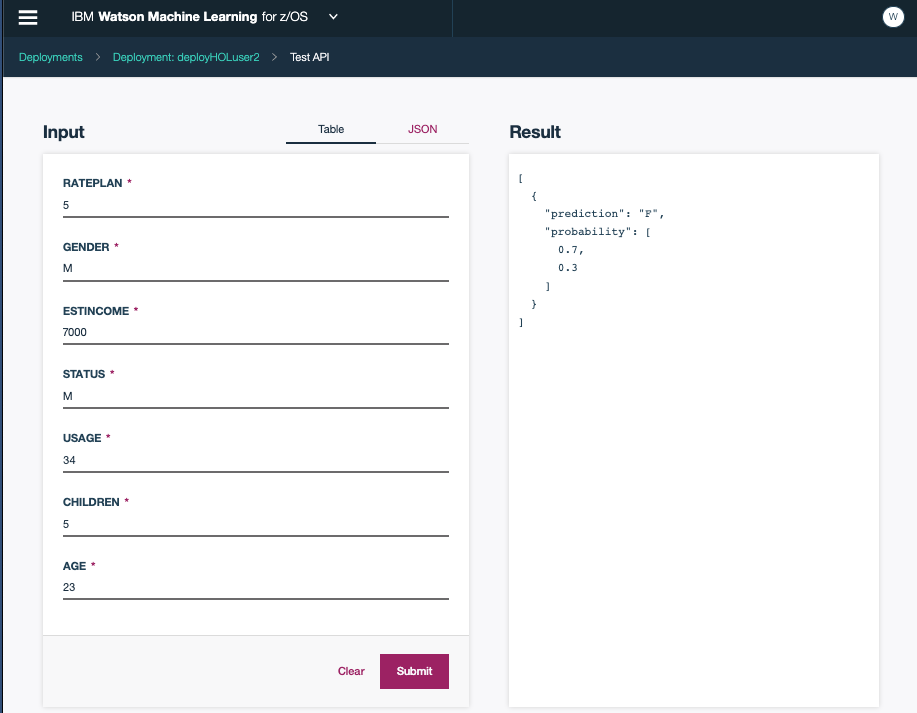 IBM Watson Machine Learning for z/OS
W
Deployments > Deployment: deployHOLuser2 > Test API
Input
Table
JSON
RATEPLAN *
5
GENDER *
M
ESTINCOME *
7000
STATUS *
M
USAGE *
34
CHILDREN *
5
AGE *
23
Clear
Submit
Result
[
{
"prediction": "F",
"probability": [
0.7,
0.3
]
}
]